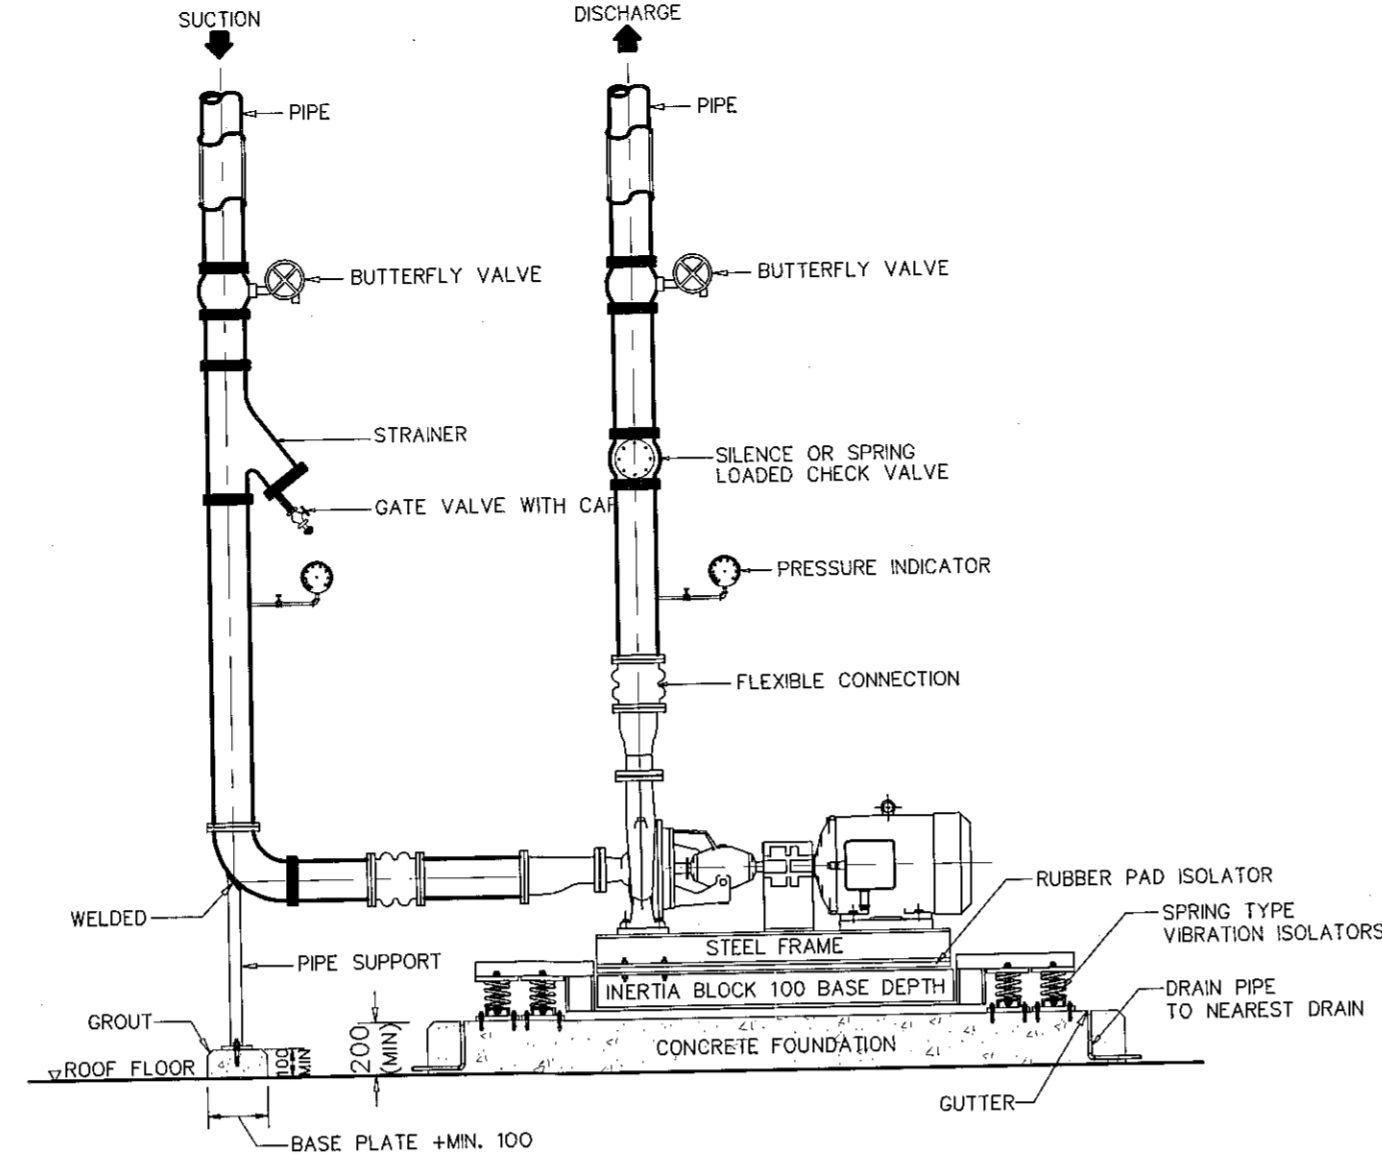 SUCTION
DISCHARGE
PIPE
PIPE
BUTTERFLY VALVE
BUTTERFLY VALVE
STRAINER
SILENCE OR SPRING
LOADED CHECK VALVE
GATE VALVE WITH CAP
PRESSURE INDICATOR
FLEXIBLE CONNECTION
RUBBER PAD ISOLATOR
WELDED
SPRING TYPE
VIBRATION ISOLATORS
STEEL FRAME
PIPE SUPPORT
INERTIA BLOCK 100 BASE DEPTH
DRAIN PIPE
TO NEAREST DRAIN
GROUT
200
(MIN)
CONCRETE FOUNDATION
100
MIN
ROOF FLOOR
GUTTER
BASE PLATE +MIN. 100